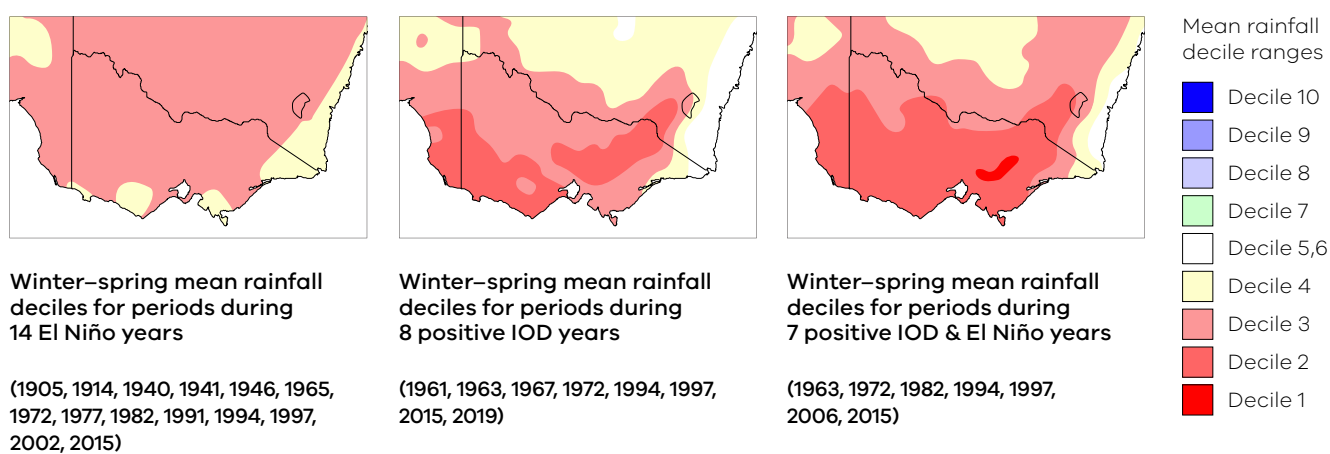 Winter–spring mean rainfall
deciles for periods during
14 El Niño years
(1905, 1914, 1940, 1941, 1946, 1965,
1972, 1977, 1982, 1991, 1994, 1997,
2002, 2015)
Winter–spring mean rainfall
deciles for periods during
8 positive IOD years
(1961, 1963, 1967, 1972, 1994, 1997,
2015, 2019)
Winter–spring mean rainfall
deciles for periods during
7 positive IOD & El Niño years
(1963, 1972, 1982, 1994, 1997,
2006, 2015)
Mean rainfall
decile ranges
Decile 10
Decile 9
Decile 8
Decile 7
Decile 5,6
Decile 4
Decile 3
Decile 2
Decile 1